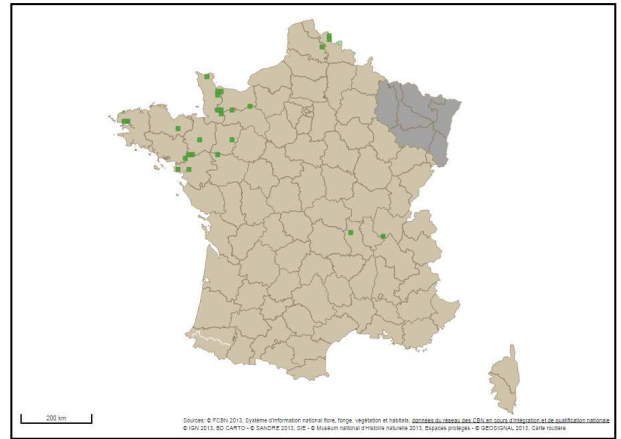 200 km
Sources: © FCBN 2013, Système d'information national flore, fonge, végétation et habitats, données du réseau des CBN en cours d'intégration et de qualification nationale
© IGN 2013, BD CARTO - © SANDRE 2013, SIE - © Muséum national d'Histoire naturelle 2013, Espaces protégés - © GEOSIGNAL 2013, Carte routière